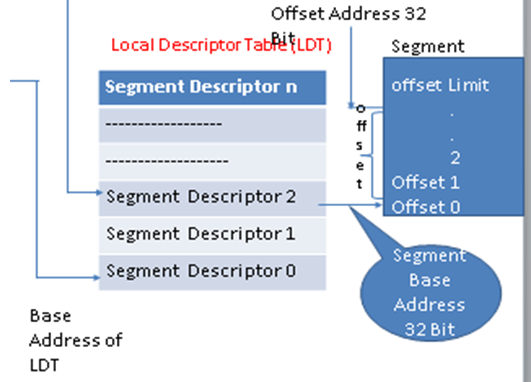 Offset Address 32
Bit
Local Descriptor Table (LDT)
Segment
Segment Descriptor n
------------------
-------------------
Segment Descriptor 2
Segment Descriptor 1
Segment Descriptor 0
offset
offset Limit
.
.
2
Offset 1
Offset 0
Segment
Base
Address
32 Bit
Base
Address of
LDT